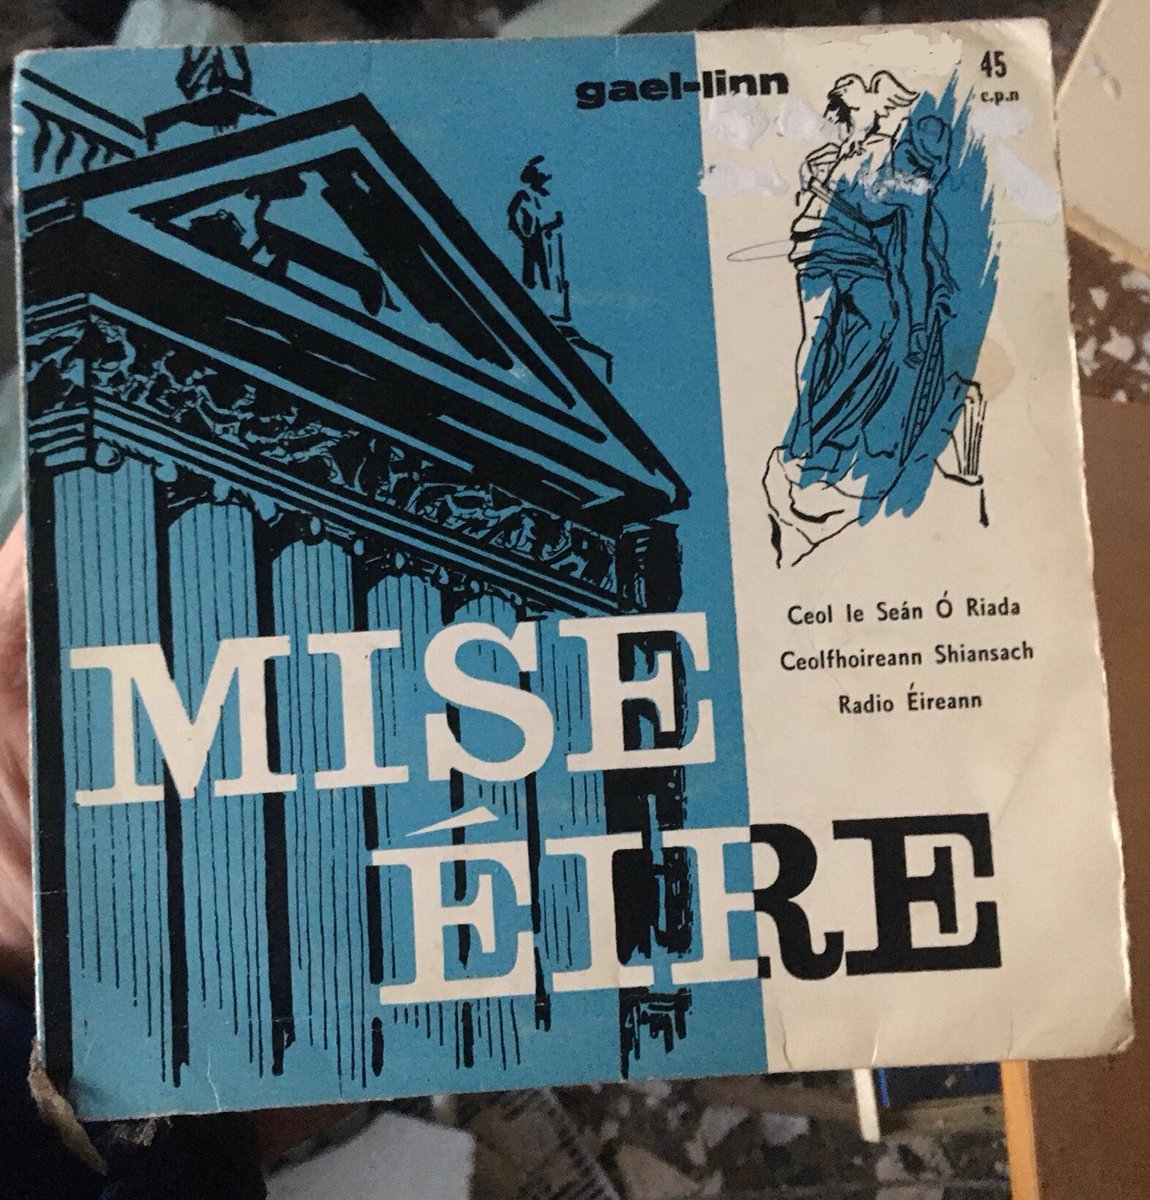 gael-linn
45
c.p.n
Ceol le Seán Ó Riada
Ceolfhoireann Shiansach
Radio Éireann
MISE
ÉIRE